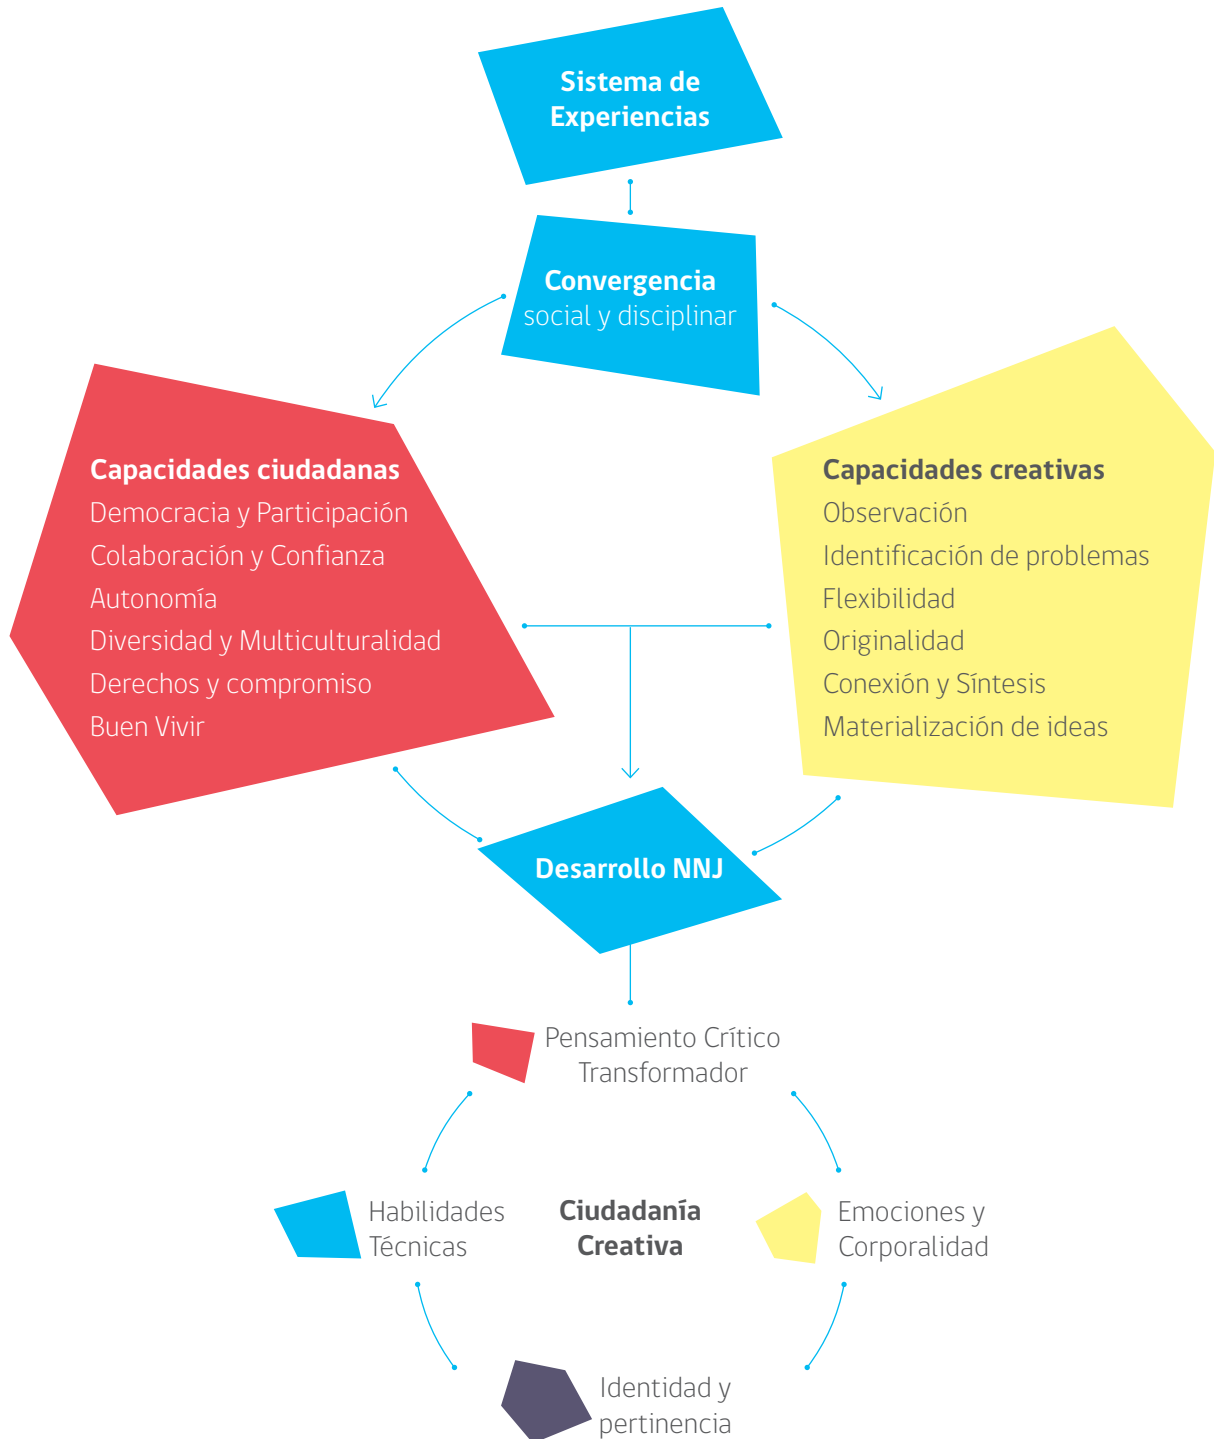 Sistema de
Experiencias
Convergencia
social y disciplinar
Capacidades ciudadanas
Democracia y Participación
Colaboración y Confianza
Autonomía
Diversidad y Multiculturalidad
Derechos y compromiso
Buen Vivir
Capacidades creativas
Observación
Identificación de problemas
Flexibilidad
Originalidad
Conexión y Síntesis
Materialización de ideas
Desarrollo NNJ
Pensamiento Crítico
Transformador
Habilidades
Técnicas
Ciudadanía
Creativa
Emociones y
Corporalidad
Identidad y
pertinencia